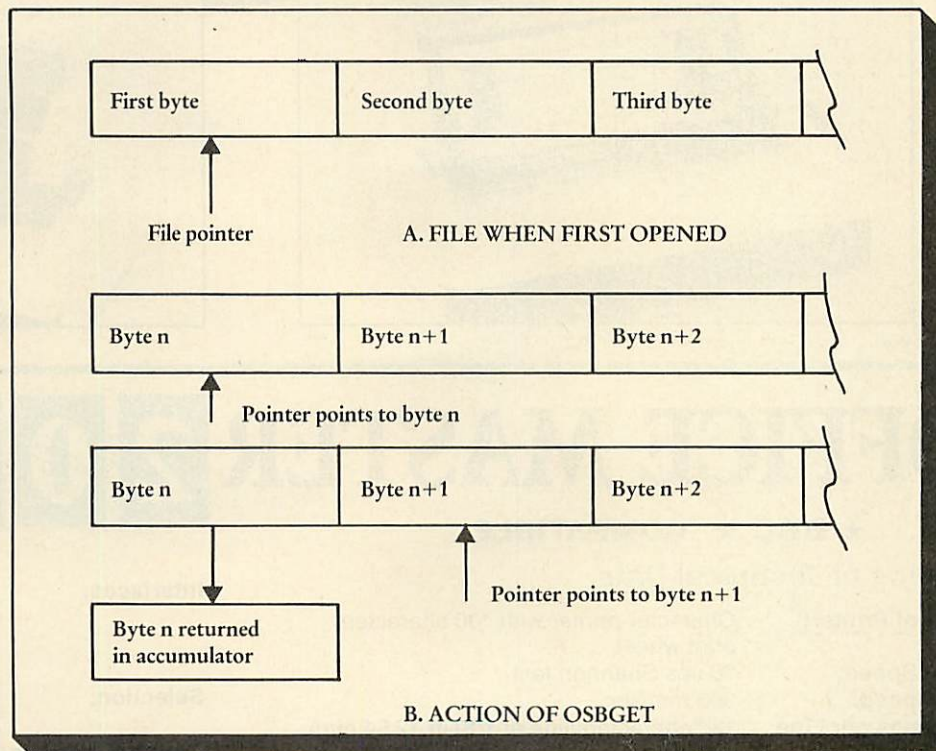 First byte Second byte Third byte
File pointer A. FILE WHEN FIRST OPENED
Byte n Byte n+1 Byte n+2
Pointer points to byte n
Byte n Byte n+1 Byte n+2
Pointer points to byte n+1
Byte n returned
in accumulator
B. ACTION OF OSBGET